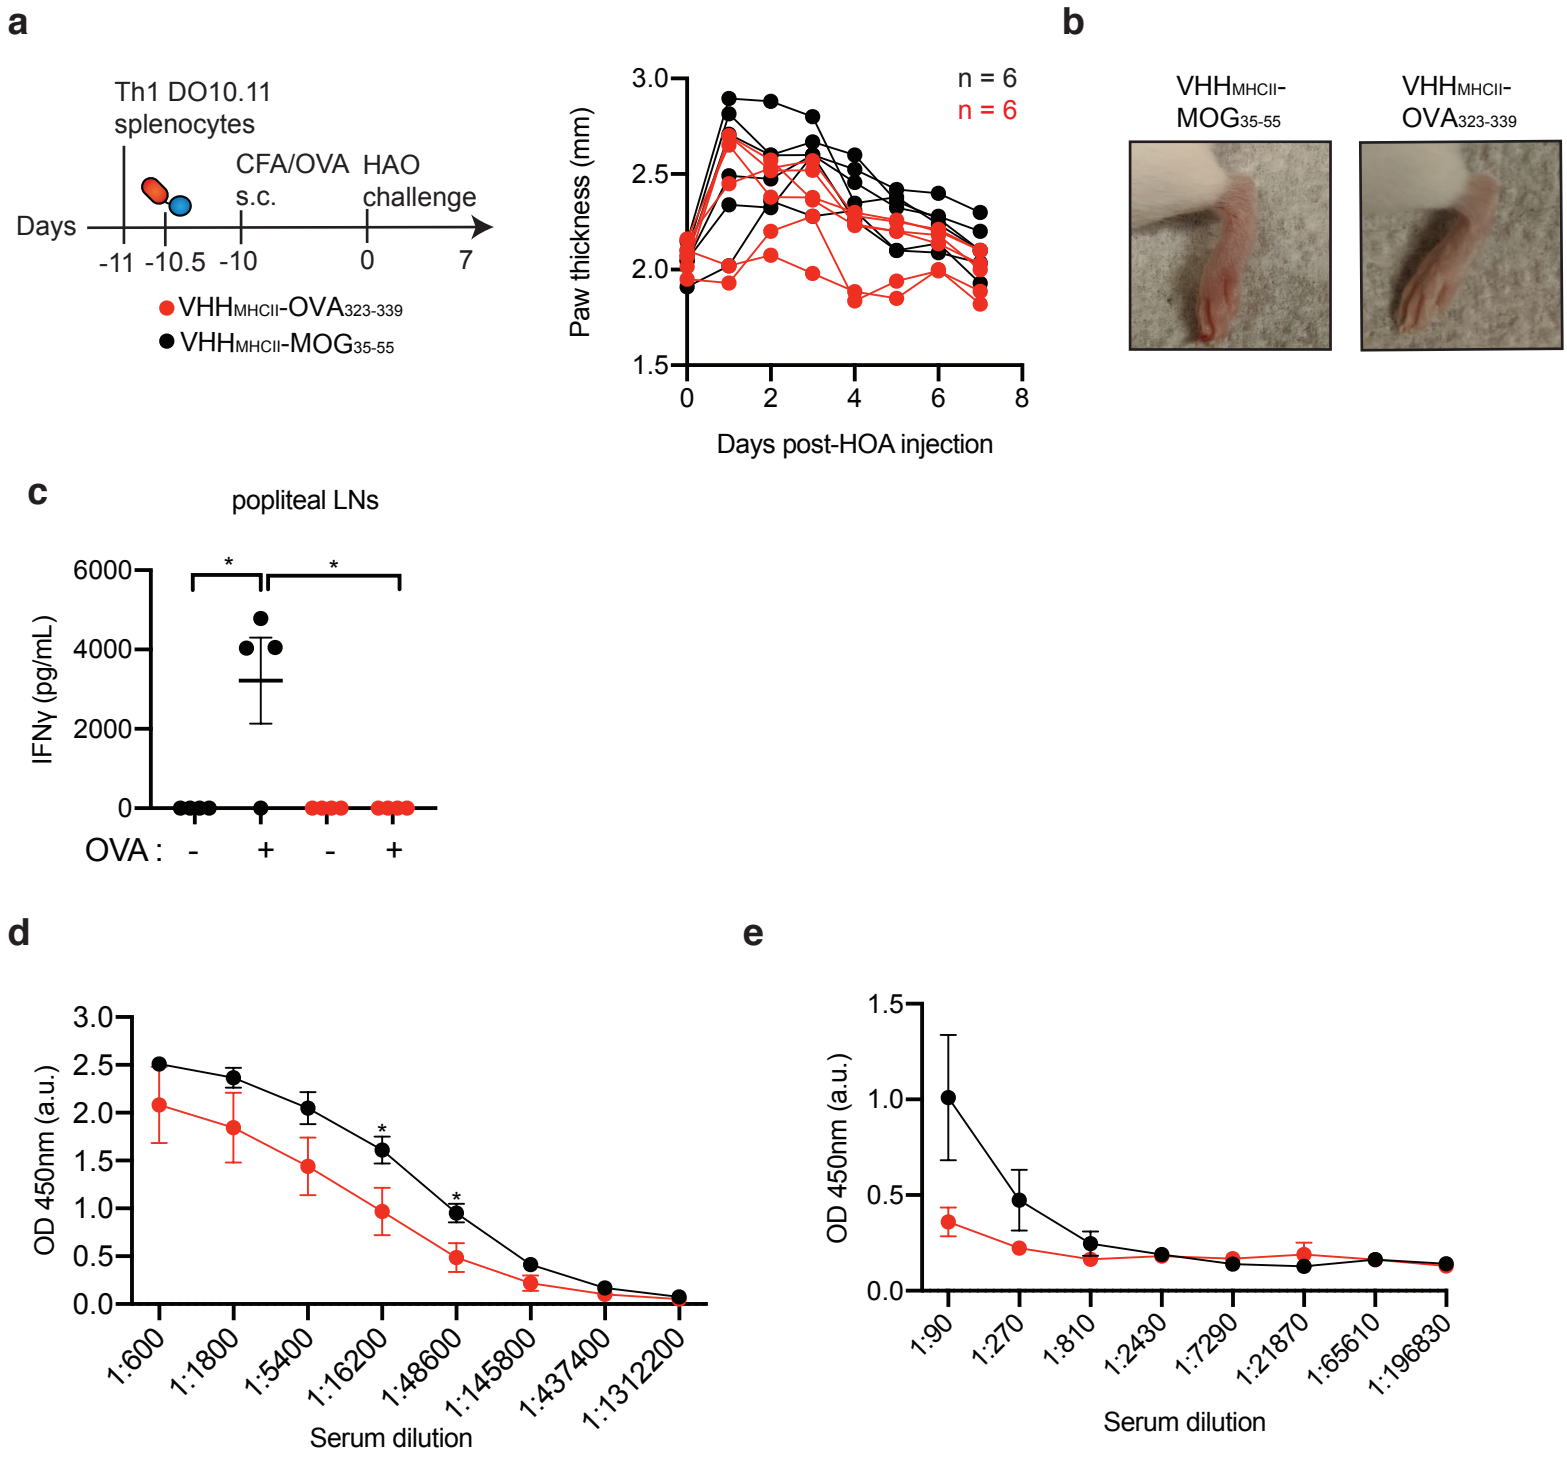 a
Th1 DO10.11
splenocytes
CFA/OVA
s.c.
HAO
challenge
Days
-11 -10.5 -10 0 7
VHHMHCII-OVA323-339
VHHMHCII-MOG35-55
3.0
2.5
2.0
1.5
Paw thickness (mm)
n = 6
n = 6
0 2 4 6 8
Days post-HOA injection
b
VHHMHCII-
MOG35-55
VHHMHCII-
OVA323-339
c
popliteal LNs
6000
4000
2000
0
IFNγ (pg/mL)
* *
OVA : - + - +
d
3.0
2.5
2.0
1.5
1.0
0.5
0.0
OD 450nm (a.u.)
*
*
1:600
1:1800
1:5400
1:16200
1:48600
1:145800
1:437400
1:1312200
Serum dilution
e
1.5
1.0
0.5
0.0
OD 450nm (a.u.)
1:90
1:270
1:810
1:2430
1:7290
1:21870
1:65610
1:196830
Serum dilution